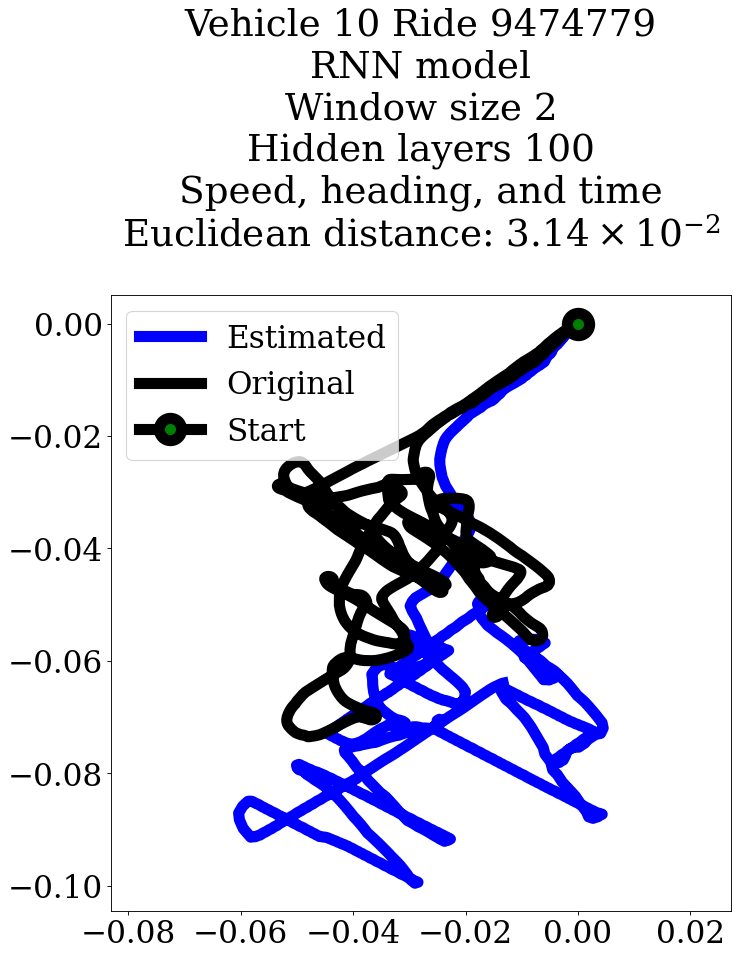 Vehicle 10 Ride 9474779
RNN model
Window size 2
Hidden layers 100
Speed, heading, and time
Euclidean distance: 3.14 × 10⁻²
Estimated
Original
Start
0.00
−0.02
−0.04
−0.06
−0.08
−0.10
−0.08 −0.06 −0.04 −0.02 0.00 0.02